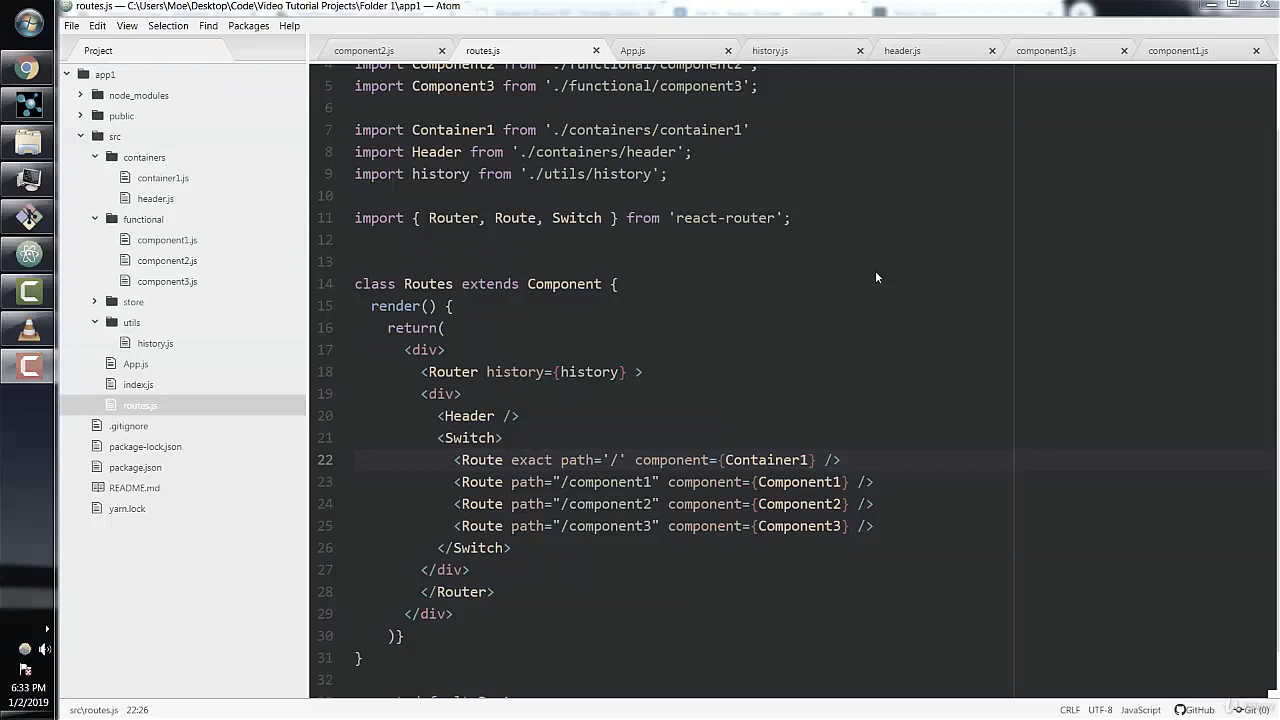 routes.js — C:\Users\Moe\Desktop\Code\Video Tutorial Projects\Folder 1\app1 — Atom
File Edit View Selection Find Packages Help
Project
component2.js routes.js App.js history.js header.js component3.js component1.js
app1
node_modules
public
src
containers
container1.js
header.js
functional
component1.js
component2.js
component3.js
store
utils
history.js
App.js
index.js
routes.js
.gitignore
package-lock.json
package.json
README.md
yarn.lock
4 import Component2 from './functional/component2';
5 import Component3 from './functional/component3';
6
7 import Container1 from './containers/container1'
8 import Header from './containers/header';
9 import history from './utils/history';
10
11 import { Router, Route, Switch } from 'react-router';
12
13
14 class Routes extends Component {
15 render() {
16 return(
17 <div>
18 <Router history={history} >
19 <div>
20 <Header />
21 <Switch>
22 <Route exact path='/' component={Container1} />
23 <Route path="/component1" component={Component1} />
24 <Route path="/component2" component={Component2} />
25 <Route path="/component3" component={Component3} />
26 </Switch>
27 </div>
28 </Router>
29 </div>
30 )}
31 }
32
6:33 PM
1/2/2019
src\routes.js 22:26
CRLF UTF-8 JavaScript GitHub Git (0)